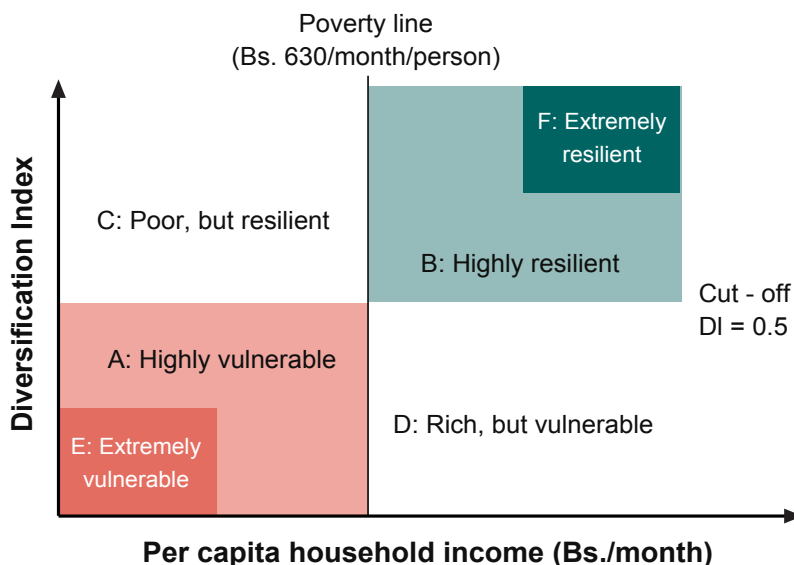 Poverty line
(Bs. 630/month/person)
F: Extremely
resilient
C: Poor, but resilient
B: Highly resilient
Cut - off
DI = 0.5
A: Highly vulnerable
D: Rich, but vulnerable
E: Extremely
vulnerable
Diversification Index
Per capita household income (Bs./month)